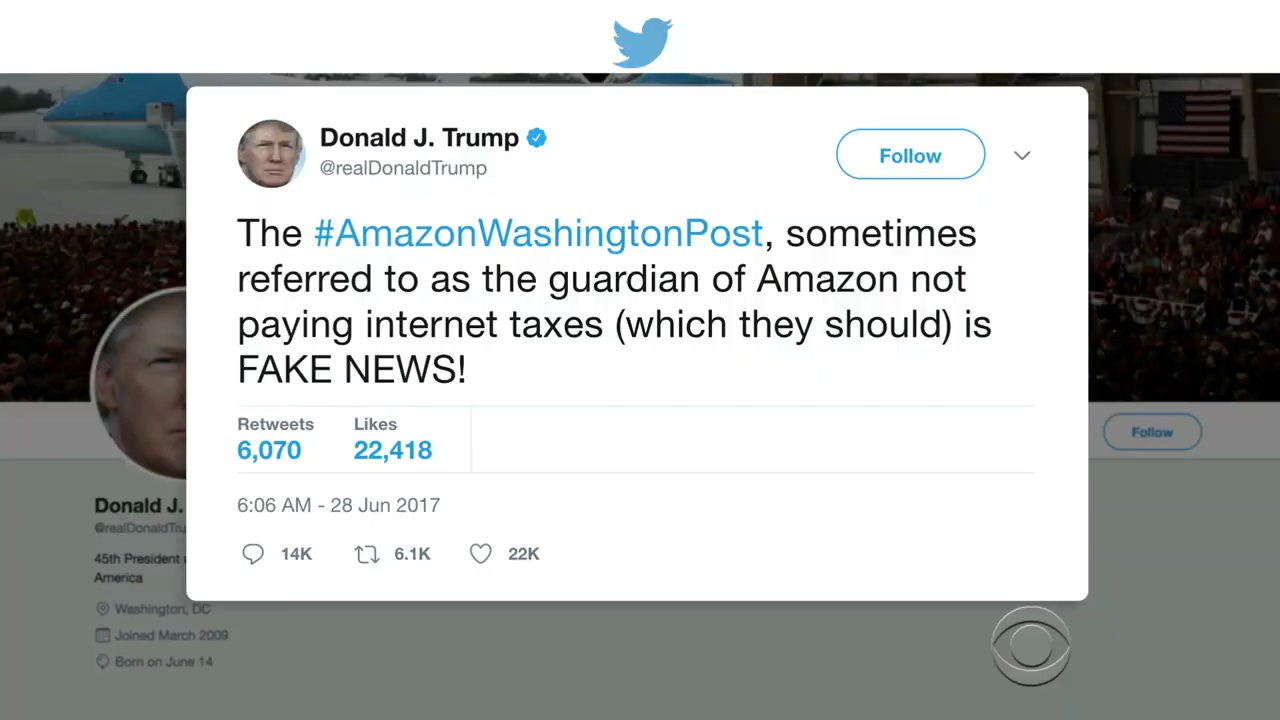 Donald J. Trump
@realDonaldTrump
Follow
The #AmazonWashingtonPost, sometimes
referred to as the guardian of Amazon not
paying internet taxes (which they should) is
FAKE NEWS!
Retweets
Likes
6,070
22,418
6:06 AM - 28 Jun 2017
14K
6.1K
22K
Follow
Donald J.
@realDonaldTru
45th President
America
Washington, DC
Joined March 2009
Born on June 14